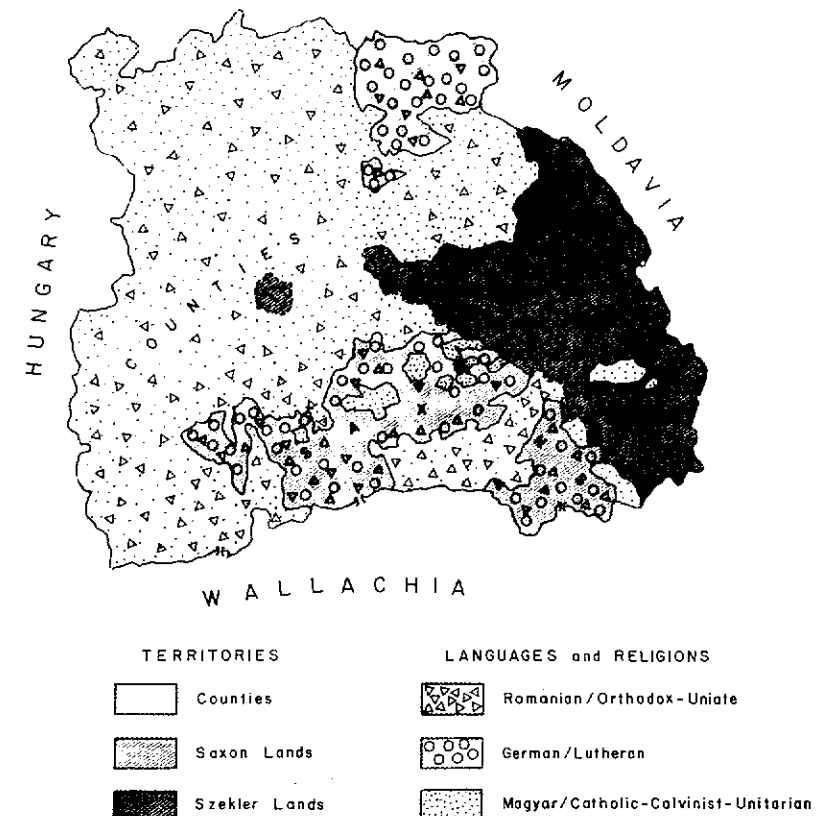 MOLDAVIA
HUNGARY
COUNTIES
WALLACHIA
TERRITORIES
Counties
Saxon Lands
Szekler Lands
LANGUAGES and RELIGIONS
Romanian/Orthodox-Uniate
German/Lutheran
Magyar/Catholic-Calvinist-Unitarian